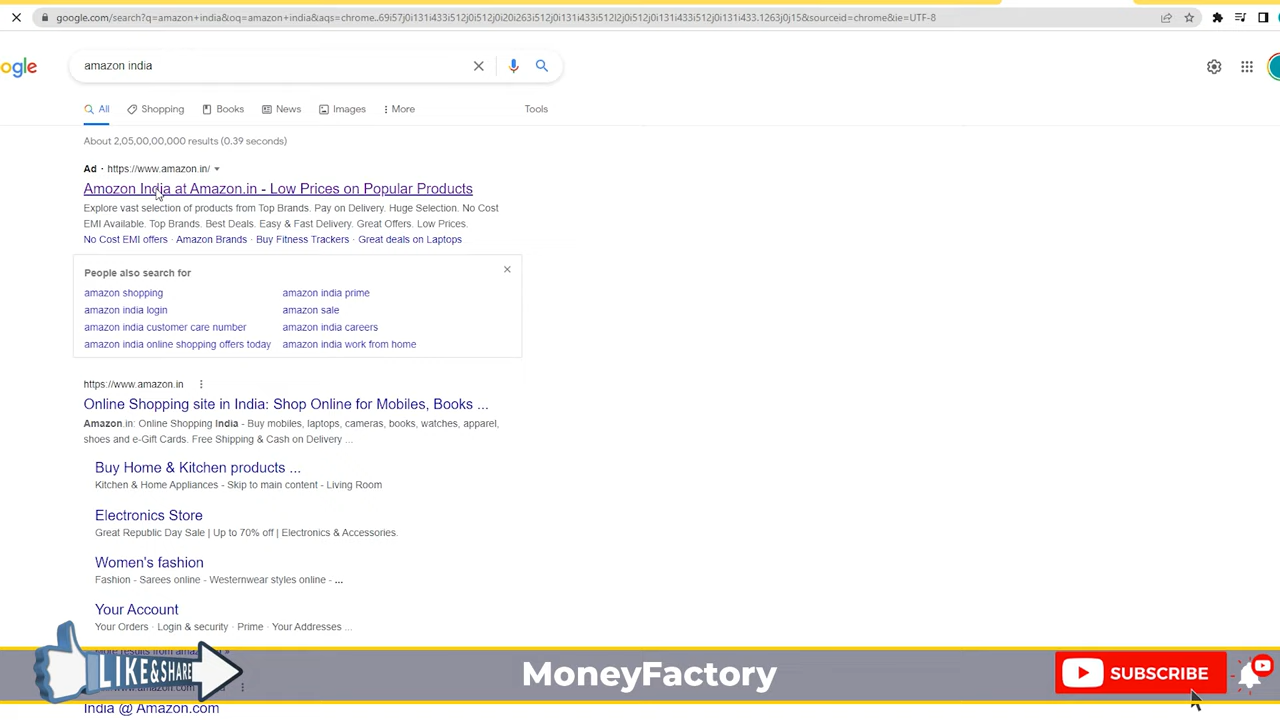 google.com/search?q=amazon+india&oq=amazon+india&aqs=chrome..69i57j0i131i433i512j0i512j0i20i263i512j0i512j0i131i433i512l2j0i512j0i131i433i512j0i131i433.1263j0j15&sourceid=chrome&ie=UTF-8
ogle
amazon india
All
Shopping
Books
News
Images
More
Tools
About 2,05,00,00,000 results (0.39 seconds)
Ad · https://www.amazon.in/
Amozon India at Amazon.in - Low Prices on Popular Products
Explore vast selection of products from Top Brands. Pay on Delivery. Huge Selection. No Cost
EMI Available. Top Brands. Best Deals. Easy & Fast Delivery. Great Offers. Low Prices.
No Cost EMI offers · Amazon Brands · Buy Fitness Trackers · Great deals on Laptops
People also search for
amazon shopping
amazon india prime
amazon india login
amazon sale
amazon india customer care number
amazon india careers
amazon india online shopping offers today
amazon india work from home
https://www.amazon.in
Online Shopping site in India: Shop Online for Mobiles, Books ...
Amazon.in: Online Shopping India - Buy mobiles, laptops, cameras, books, watches, apparel,
shoes and e-Gift Cards. Free Shipping & Cash on Delivery ...
Buy Home & Kitchen products ...
Kitchen & Home Appliances - Skip to main content - Living Room
Electronics Store
Great Republic Day Sale | Up to 70% off | Electronics & Accessories.
Women's fashion
Fashion - Sarees online - Westernwear styles online - ...
Your Account
Your Orders · Login & security · Prime · Your Addresses ...
LIKE & SHARE
MoneyFactory
SUBSCRIBE
India @ Amazon.com